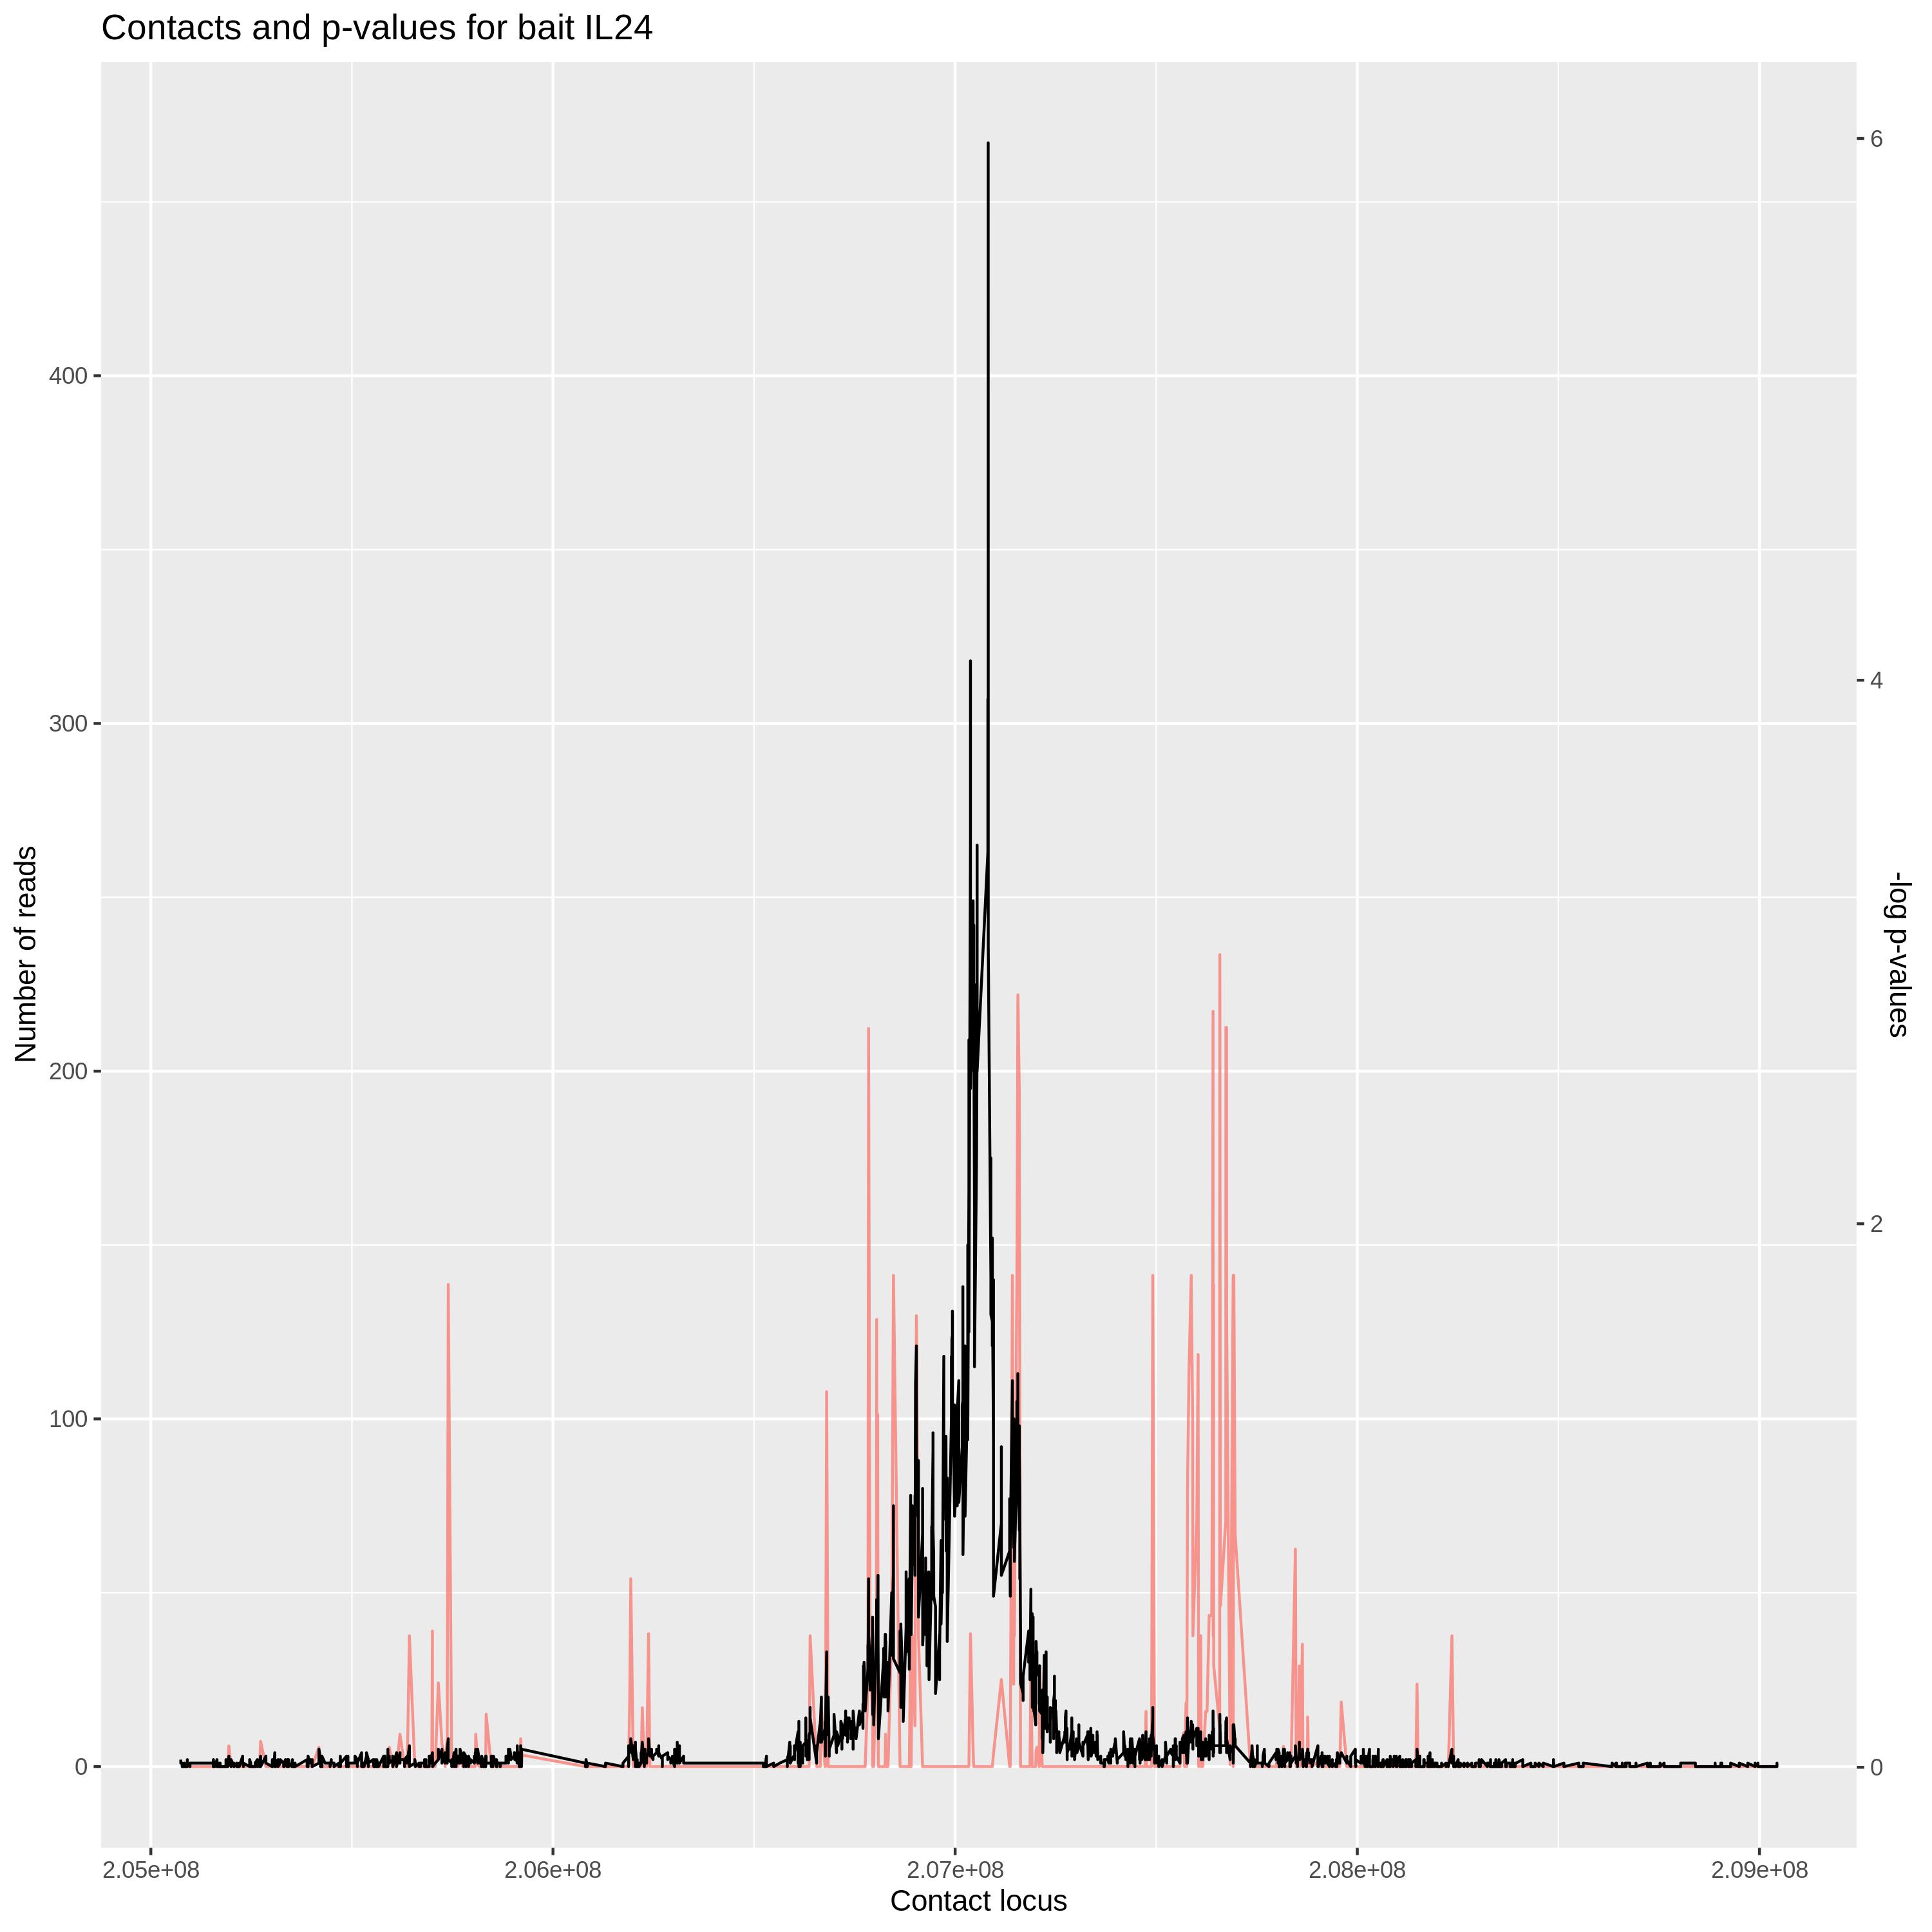 Contacts and p-values for bait IL24
6
400
4
300
Number of reads
-log p-values
200
2
100
0
0
2.05e+08 2.06e+08 2.07e+08 2.08e+08 2.09e+08
Contact locus